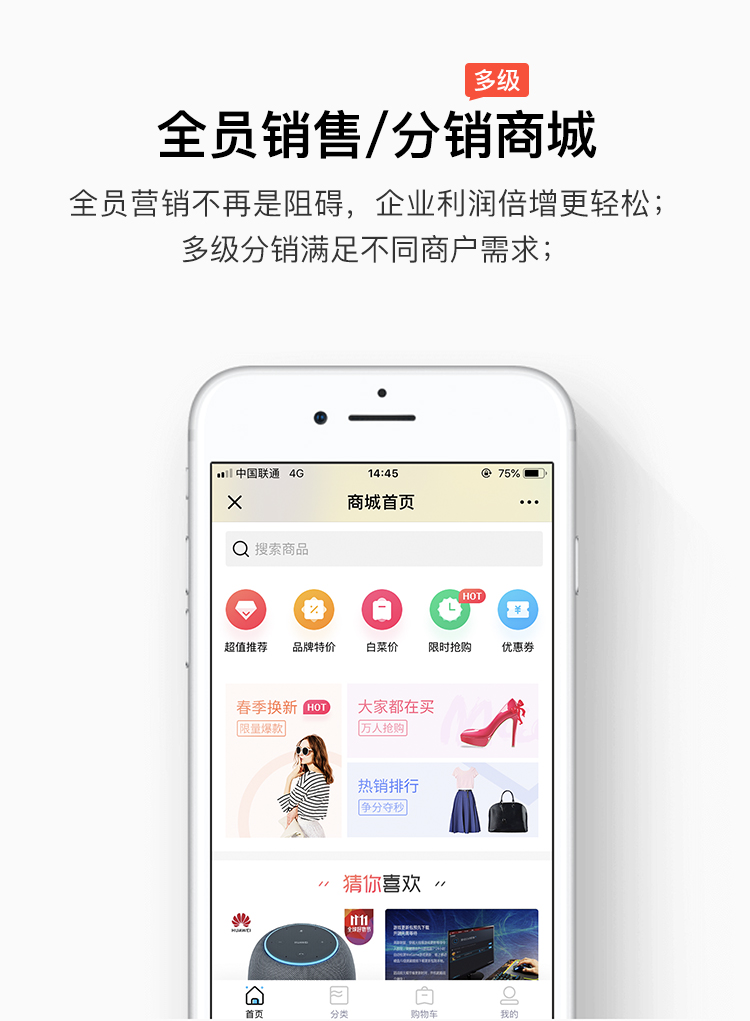 多级
全员销售/分销商城
全员营销不再是阻碍，企业利润倍增更轻松；
多级分销满足不同商户需求；
中国联通 4G 14:45 75%
商城首页
搜索商品
HOT
超值推荐 品牌特价 白菜价 限时抢购 优惠券
春季换新 HOT
限量爆款
大家都在买
万人抢购
热销排行
争分夺秒
猜你喜欢
HUAWEI
11.11
全球好物节
首页 分类 购物车 我的